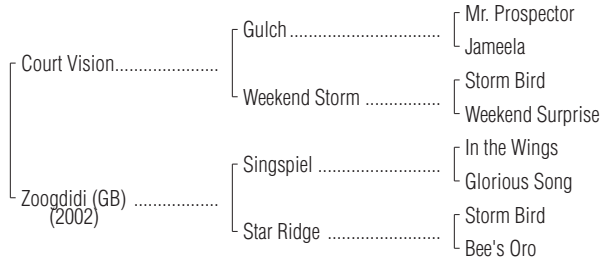 Mr. Prospector
Gulch........................................
Jameela
Court Vision.......................
Storm Bird
Weekend Storm ....................
Weekend Surprise
In the Wings
Singspiel ................................
Glorious Song
Zoogdidi (GB) ....................
(2002)
Storm Bird
Star Ridge ..............................
Bee's Oro